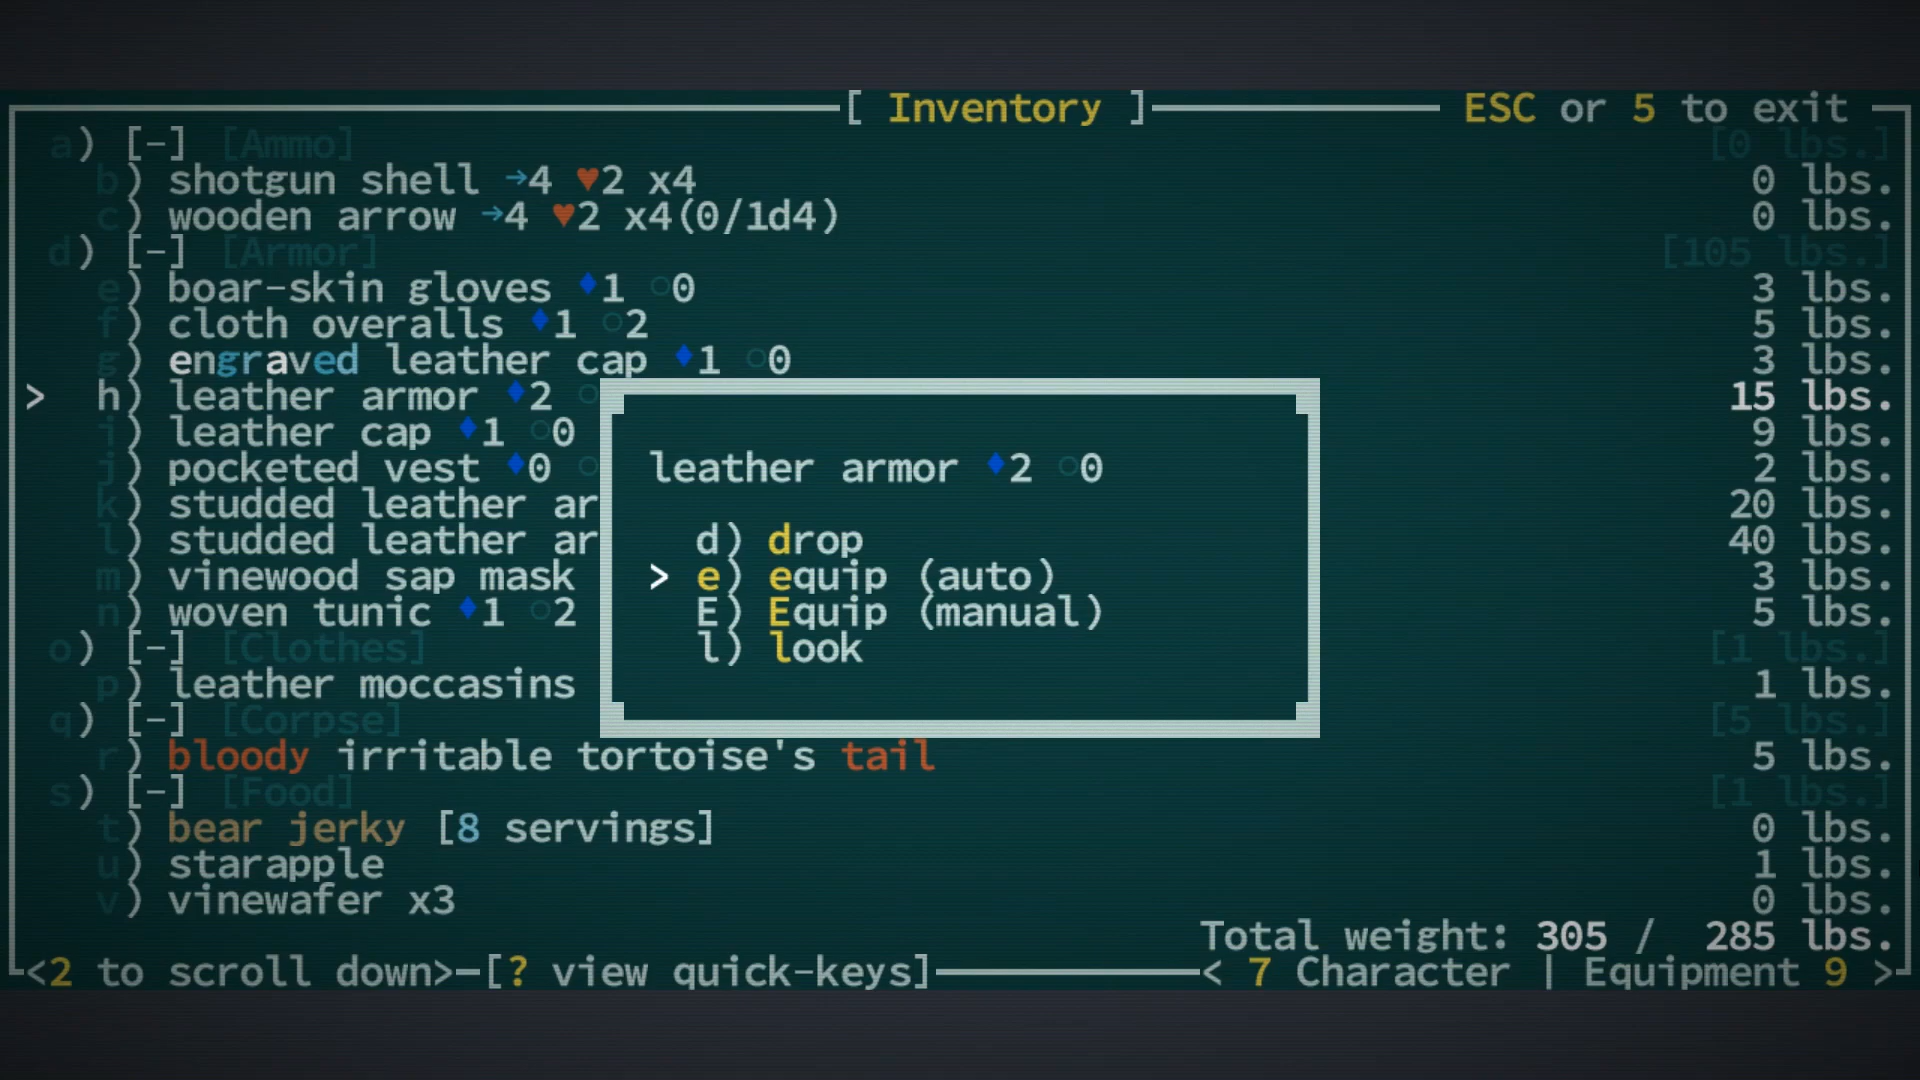 [ Inventory ] ESC or 5 to exit
a) [-] [Ammo] [0 lbs.]
b) shotgun shell →4 ♥2 x4 0 lbs.
c) wooden arrow →4 ♥2 x4(0/1d4) 0 lbs.
d) [-] [Armor] [105 lbs.]
e) boar-skin gloves ♦1 ○0 3 lbs.
f) cloth overalls ♦1 ○2 5 lbs.
g) engraved leather cap ♦1 ○0 3 lbs.
> h) leather armor ♦2 ○ 15 lbs.
i) leather cap ♦1 ○0 9 lbs.
j) pocketed vest ♦0 ○ 2 lbs.
k) studded leather ar 20 lbs.
l) studded leather ar 40 lbs.
m) vinewood sap mask 3 lbs.
n) woven tunic ♦1 ○2 5 lbs.
o) [-] [Clothes] [1 lbs.]
p) leather moccasins 1 lbs.
q) [-] [Corpse] [5 lbs.]
r) bloody irritable tortoise's tail 5 lbs.
s) [-] [Food] [1 lbs.]
t) bear jerky [8 servings] 0 lbs.
u) starapple 1 lbs.
v) vinewafer x3 0 lbs.
leather armor ♦2 ○0
d) drop
> e) equip (auto)
E) Equip (manual)
l) look
Total weight: 305 / 285 lbs.
<2 to scroll down> [? view quick-keys] < 7 Character | Equipment 9 >